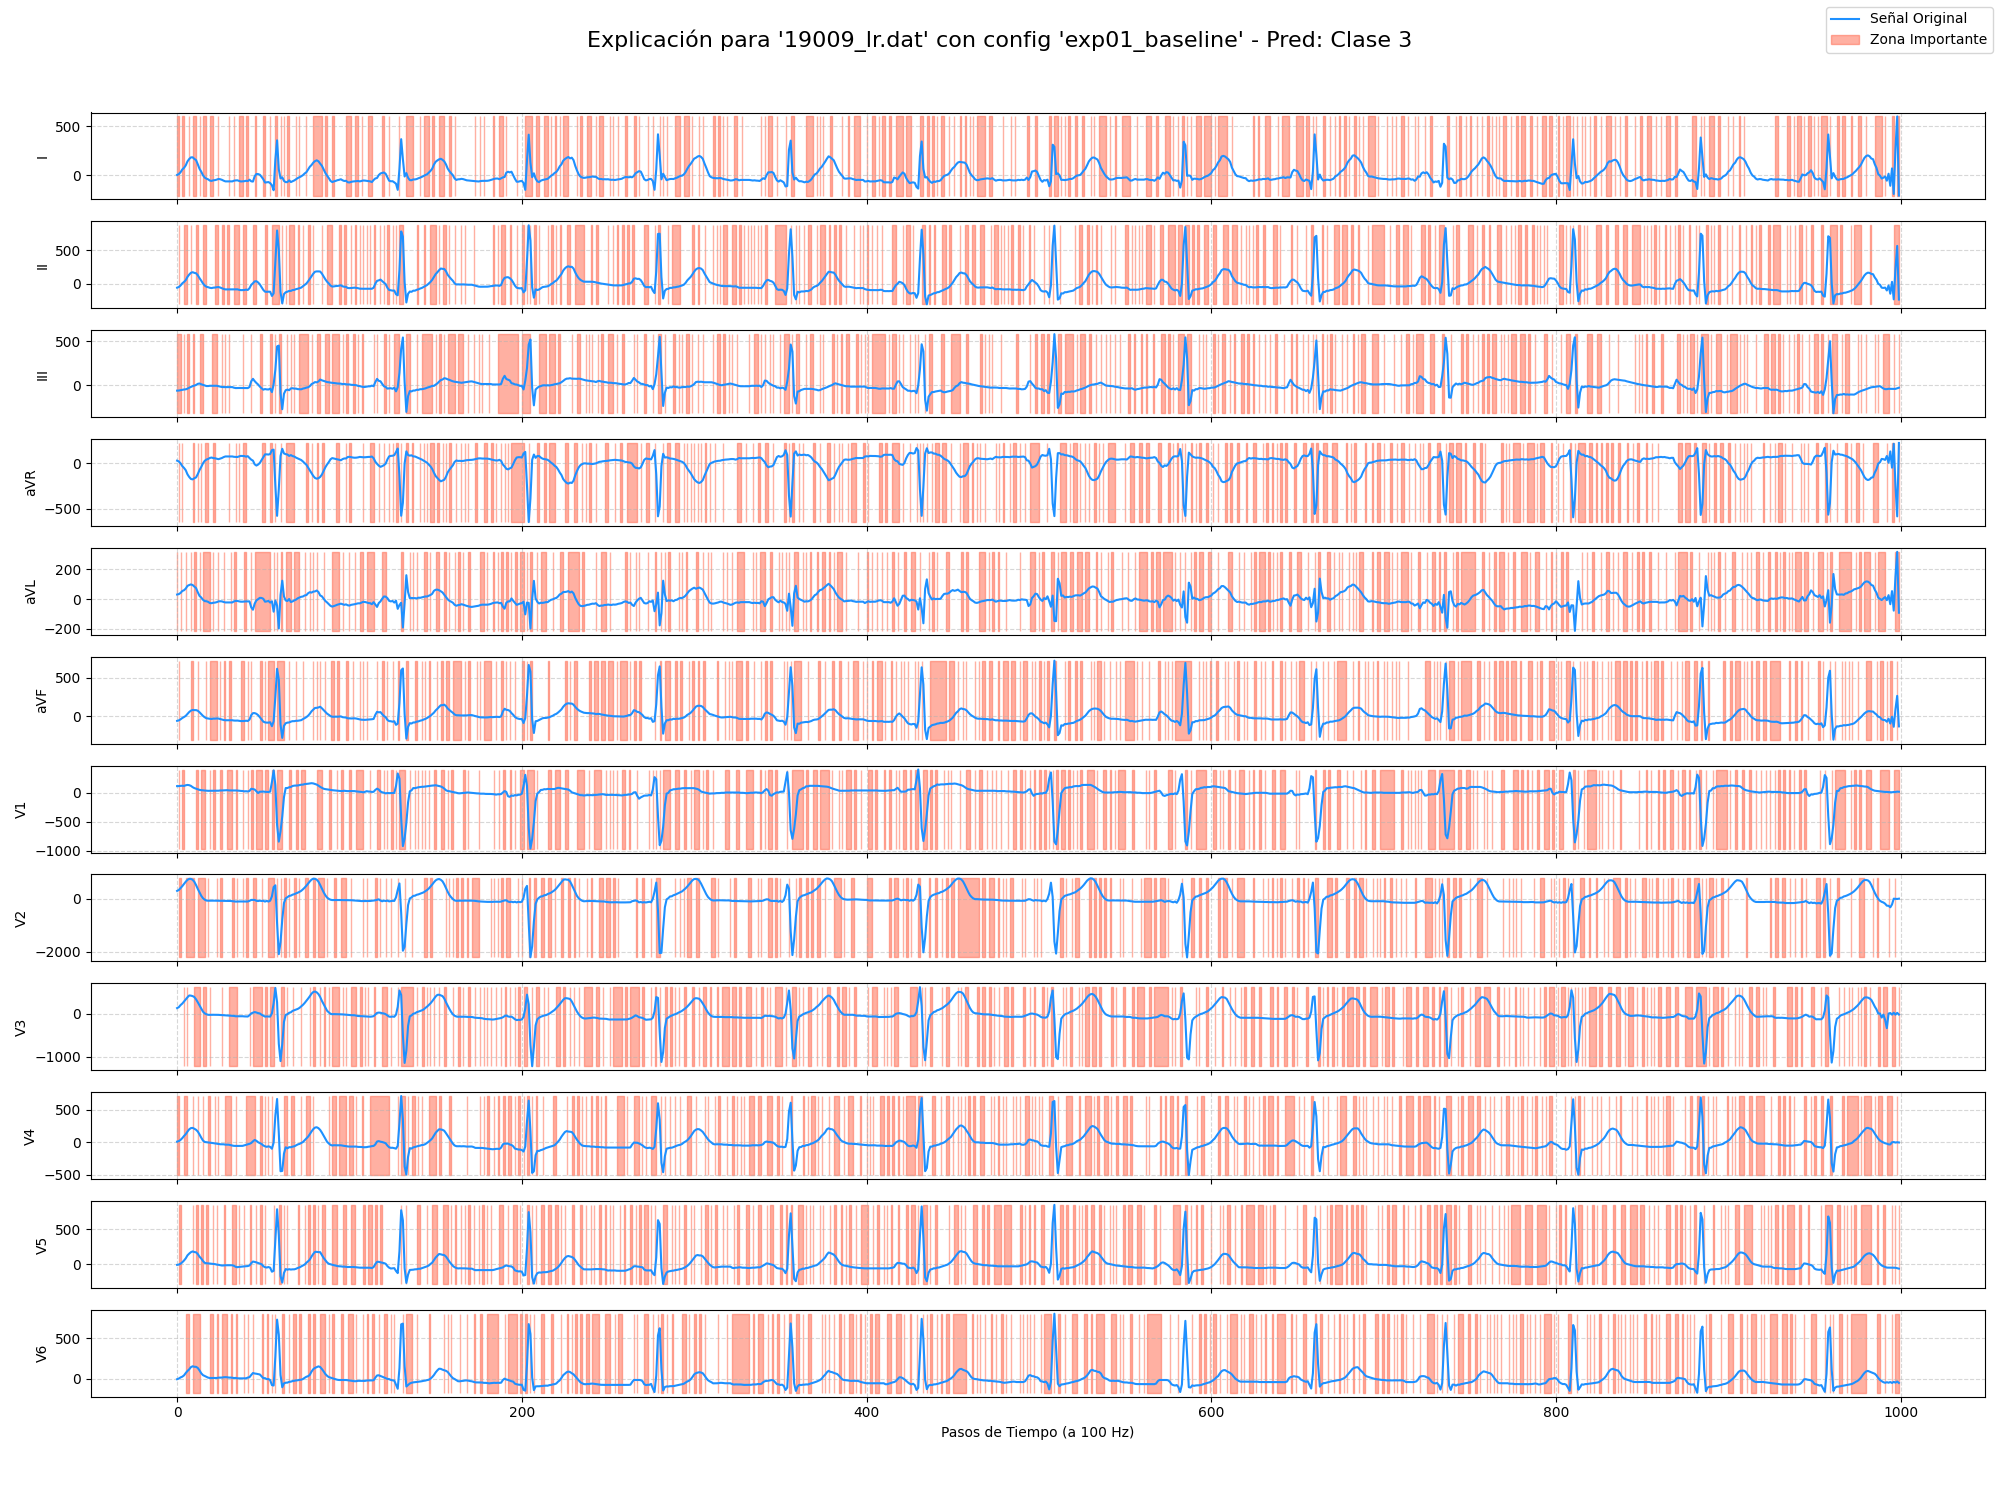 Explicación para '19009_lr.dat' con config 'exp01_baseline' - Pred: Clase 3
Señal Original
Zona Importante
500
0
I
500
0
II
500
0
III
0
−500
aVR
200
0
−200
aVL
500
0
aVF
0
−500
−1000
V1
0
−2000
V2
0
−1000
V3
500
0
−500
V4
500
0
V5
500
0
V6
0 200 400 600 800 1000
Pasos de Tiempo (a 100 Hz)